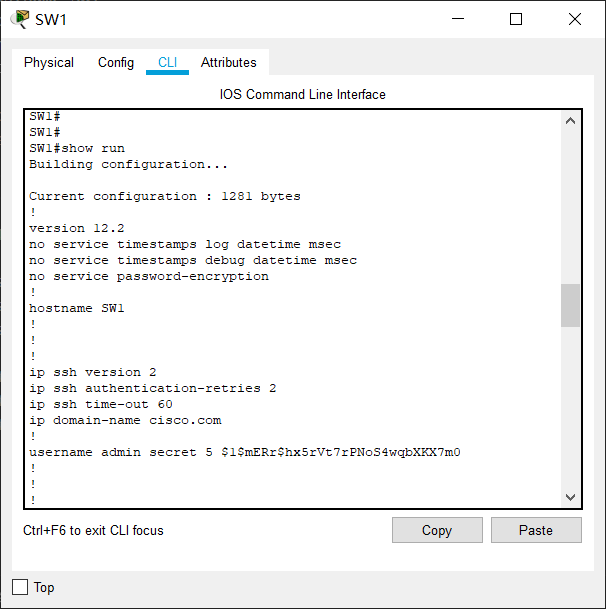 SW1
Physical Config CLI Attributes
IOS Command Line Interface
SW1#
SW1#
SW1#show run
Building configuration...
Current configuration : 1281 bytes
!
version 12.2
no service timestamps log datetime msec
no service timestamps debug datetime msec
no service password-encryption
!
hostname SW1
!
!
!
ip ssh version 2
ip ssh authentication-retries 2
ip ssh time-out 60
ip domain-name cisco.com
!
username admin secret 5 $1$mERr$hx5rVt7rPNoS4wqbXKX7m0
!
!
!
Ctrl+F6 to exit CLI focus
Copy Paste
Top